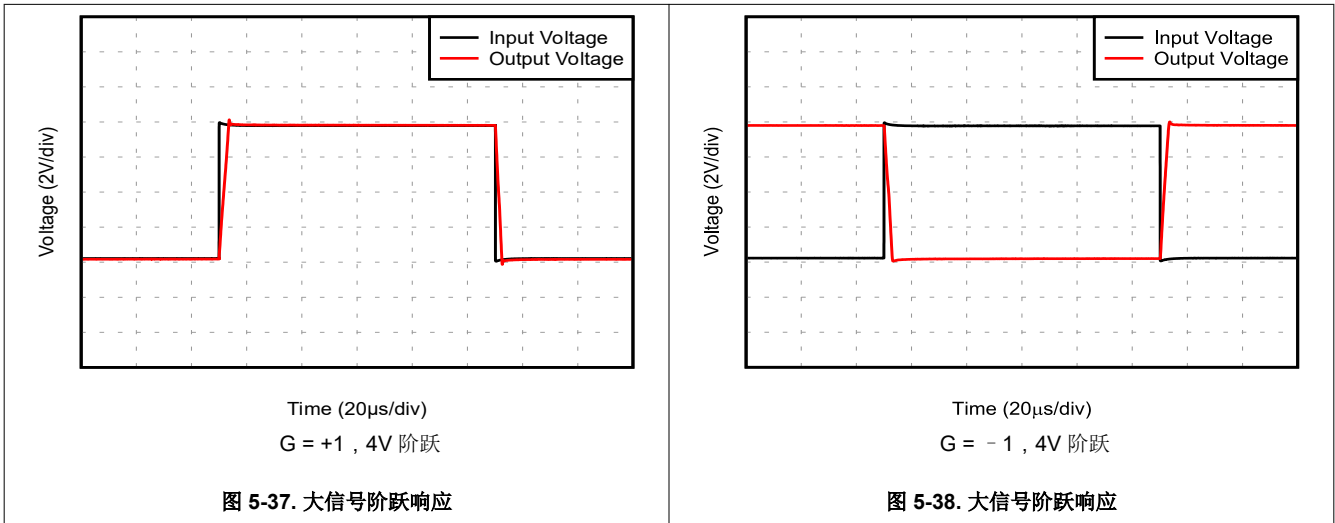 Input Voltage
Output Voltage
Voltage (2V/div)
Time (20μs/div)
G = +1，4V 阶跃
图 5-37. 大信号阶跃响应
Input Voltage
Output Voltage
Voltage (2V/div)
Time (20μs/div)
G = －1，4V 阶跃
图 5-38. 大信号阶跃响应